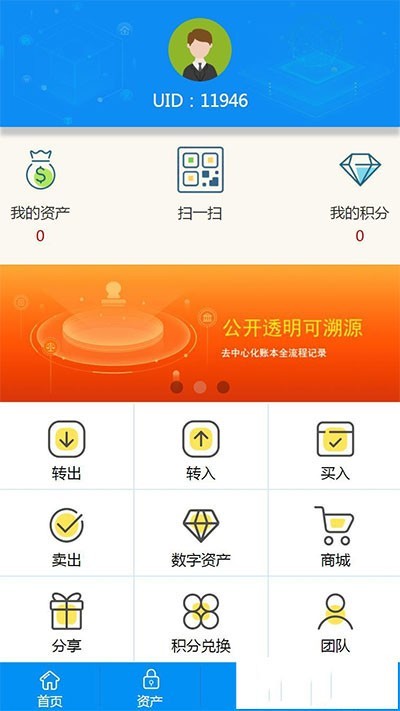 UID：11946
我的资产
扫一扫
我的积分
0
0
公开透明可溯源
去中心化账本全流程记录
转出
转入
买入
卖出
数字资产
商城
分享
积分兑换
团队
首页
资产